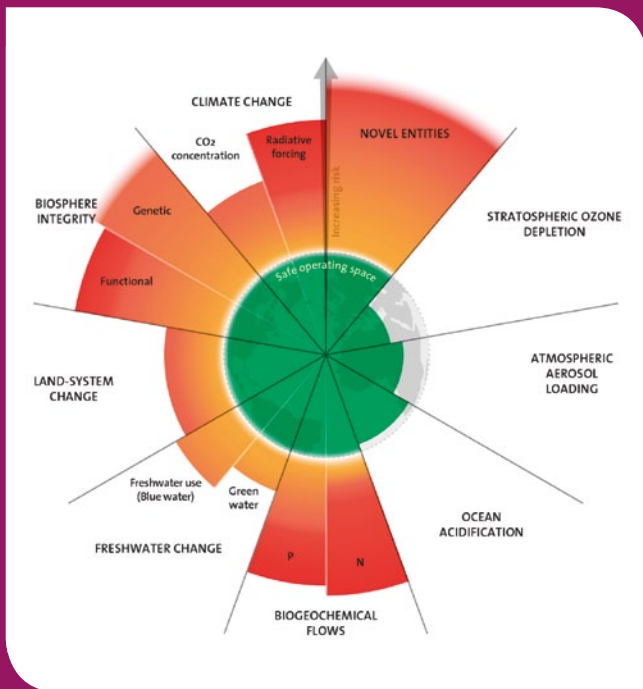 CLIMATE CHANGE
CO2
concentration
Radiative
forcing
NOVEL ENTITIES
Increasing risk
BIOSPHERE
INTEGRITY
Genetic
Functional
STRATOSPHERIC OZONE
DEPLETION
Safe operating space
LAND-SYSTEM
CHANGE
ATMOSPHERIC
AEROSOL
LOADING
Freshwater use
(Blue water)
Green
water
FRESHWATER CHANGE
OCEAN
ACIDIFICATION
P
N
BIOGEOCHEMICAL
FLOWS